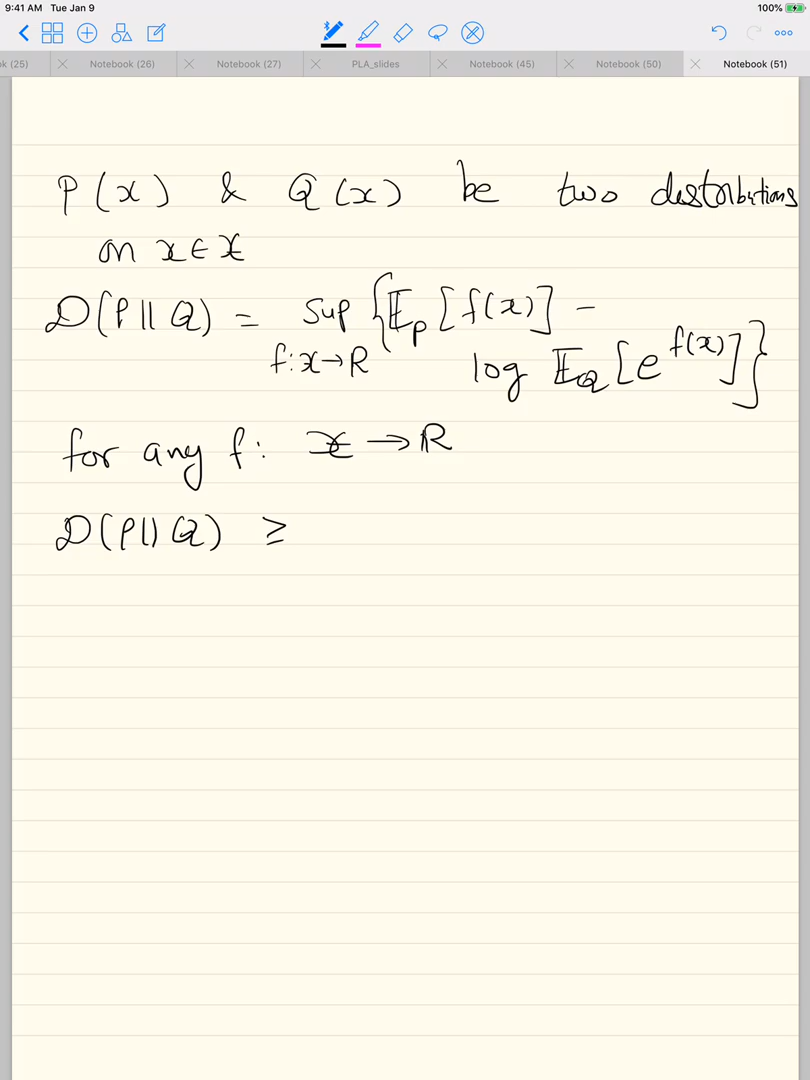 9:41 AM Tue Jan 9
100%
k (25)
Notebook (26)
Notebook (27)
PLA_slides
Notebook (45)
Notebook (50)
Notebook (51)
P(x) & Q(x) be two distributions
on x ∈ 𝒳
D(P||Q) = sup {𝔼_P [f(x)] −
f: x → R
log 𝔼_Q [e^{f(x)}]}
for any f: 𝒳 → R
D(P||Q) ≥